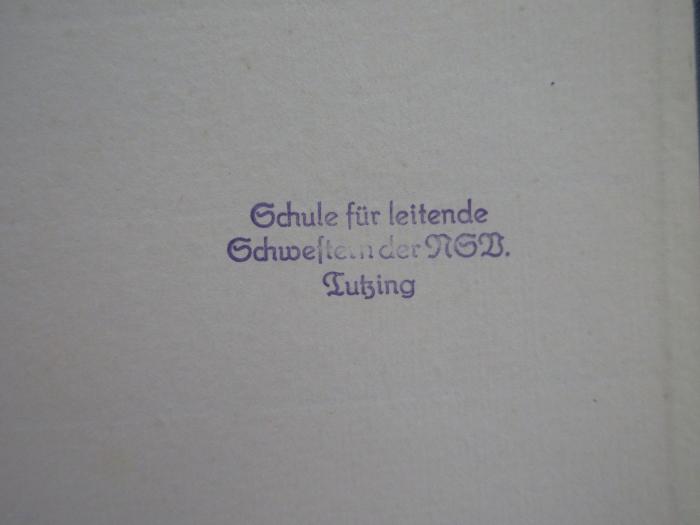 Schule für leitende
Schweſtern der NSV.
Tutzing